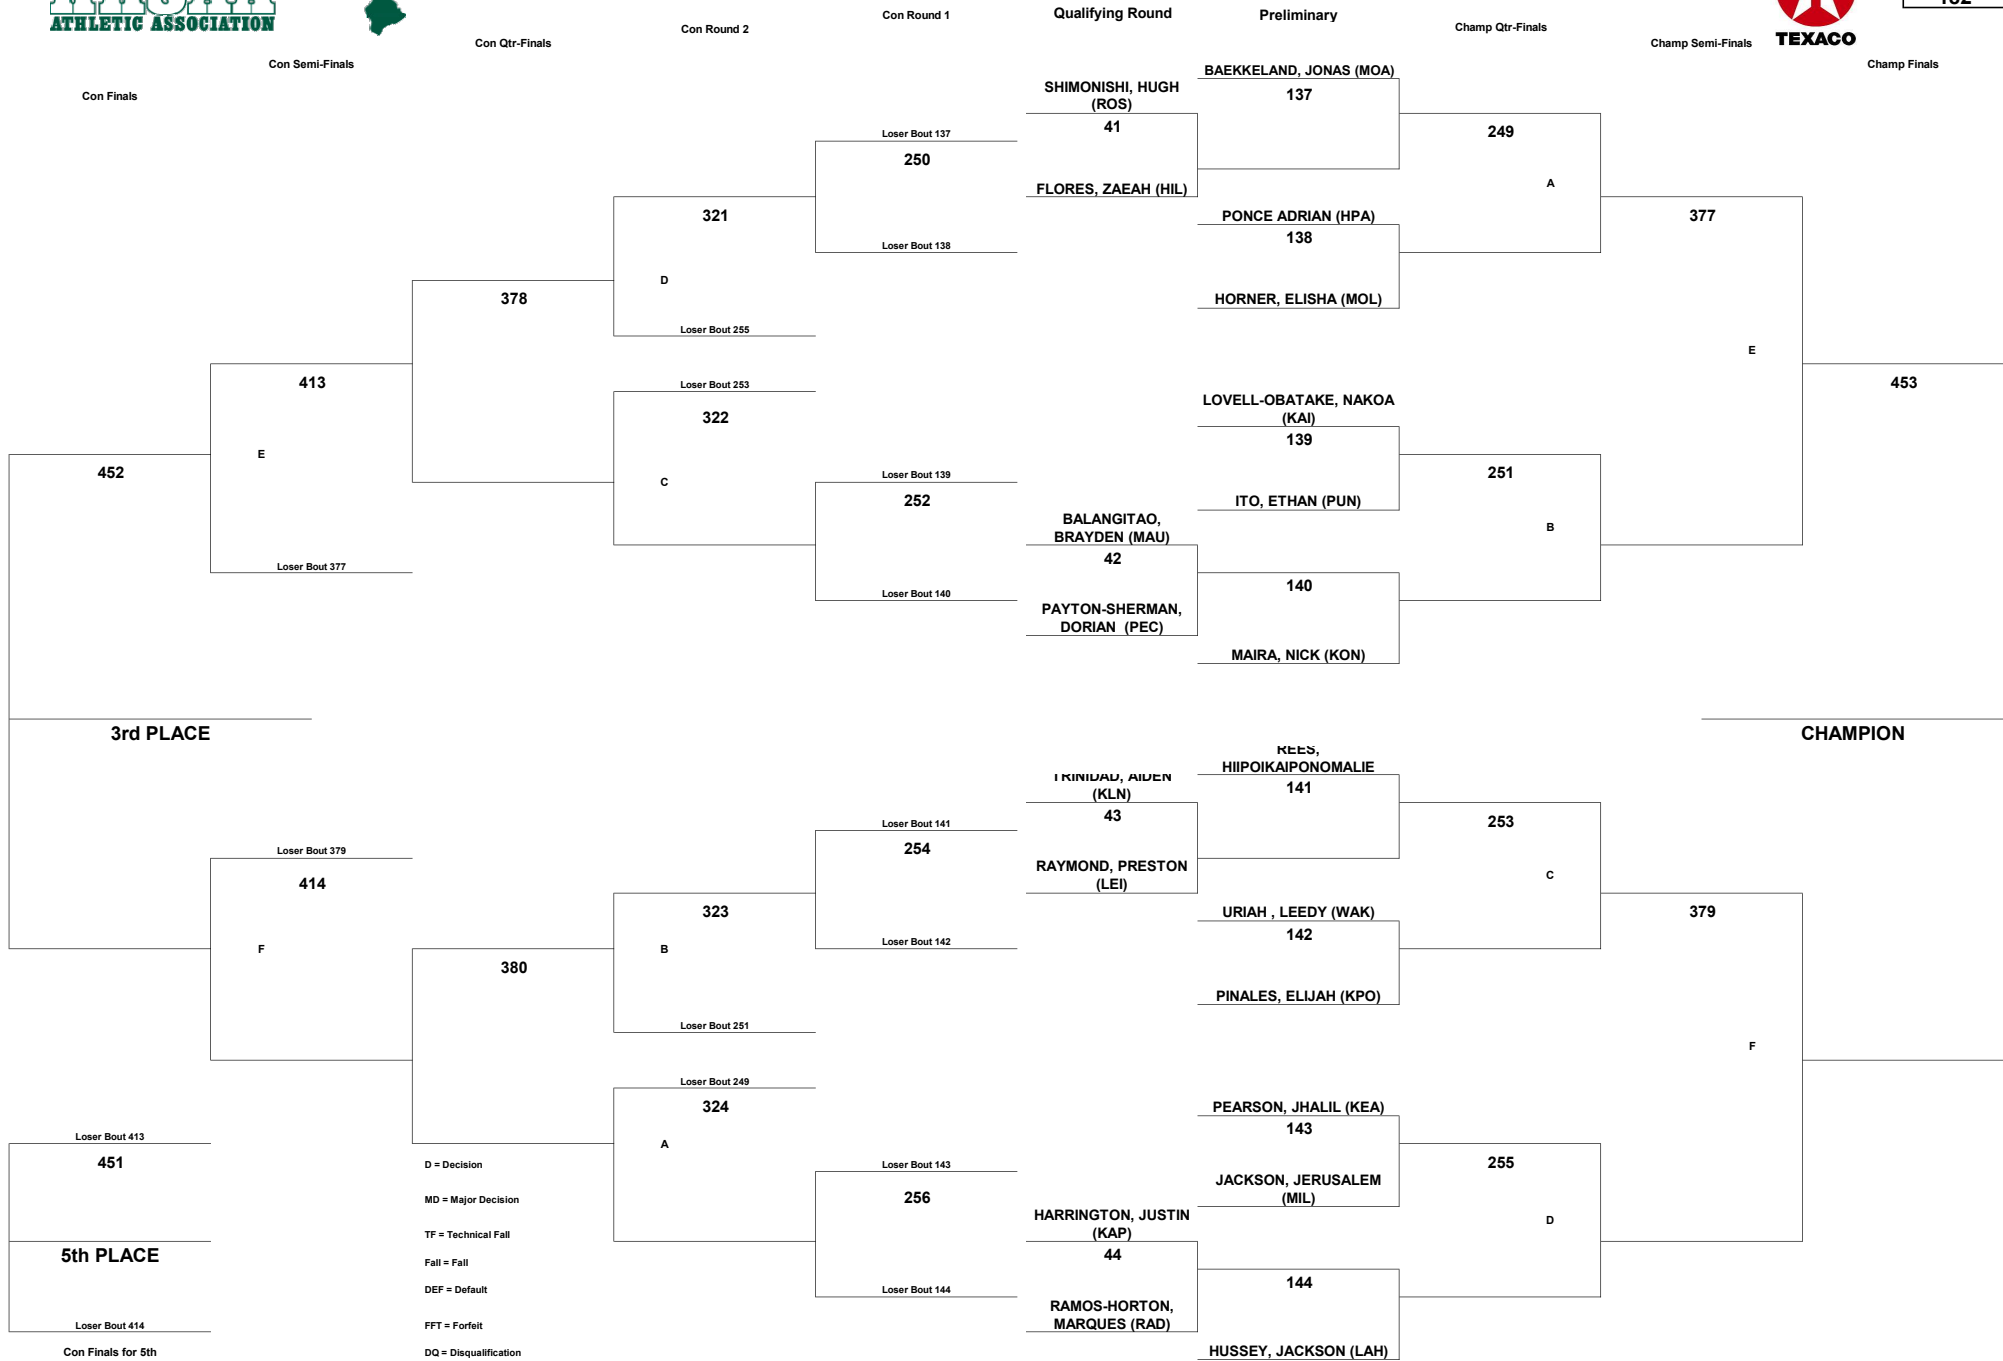 ATHLETIC ASSOCIATION
TEXACO
Con Finals
Con Semi-Finals
Con Qtr-Finals
Con Round 2
Con Round 1
Qualifying Round
Preliminary
Champ Qtr-Finals
Champ Semi-Finals
Champ Finals
BAEKKELAND, JONAS (MOA)
137
SHIMONISHI, HUGH
(ROS)
41
FLORES, ZAEAH (HIL)
249
A
Loser Bout 137
250
Loser Bout 138
PONCE ADRIAN (HPA)
138
HORNER, ELISHA (MOL)
321
D
Loser Bout 255
377
E
378
413
E
Loser Bout 377
Loser Bout 253
322
C
LOVELL-OBATAKE, NAKOA
(KAI)
139
ITO, ETHAN (PUN)
453
452
Loser Bout 139
252
Loser Bout 140
251
B
BALANGITAO,
BRAYDEN (MAU)
42
PAYTON-SHERMAN,
DORIAN (PEC)
140
MAIRA, NICK (KON)
3rd PLACE
CHAMPION
REES,
HIIPOIKAIPONOMALIE
141
TRINIDAD, AIDEN
(KLN)
43
RAYMOND, PRESTON
(LEI)
Loser Bout 141
254
Loser Bout 142
253
C
Loser Bout 379
414
F
323
B
Loser Bout 251
URIAH , LEEDY (WAK)
142
PINALES, ELIJAH (KPO)
379
F
380
Loser Bout 249
324
A
PEARSON, JHALIL (KEA)
143
JACKSON, JERUSALEM
(MIL)
255
D
Loser Bout 413
451
5th PLACE
Loser Bout 414
Con Finals for 5th
D = Decision
MD = Major Decision
TF = Technical Fall
Fall = Fall
DEF = Default
FFT = Forfeit
DQ = Disqualification
Loser Bout 143
256
Loser Bout 144
HARRINGTON, JUSTIN
(KAP)
44
RAMOS-HORTON,
MARQUES (RAD)
144
HUSSEY, JACKSON (LAH)